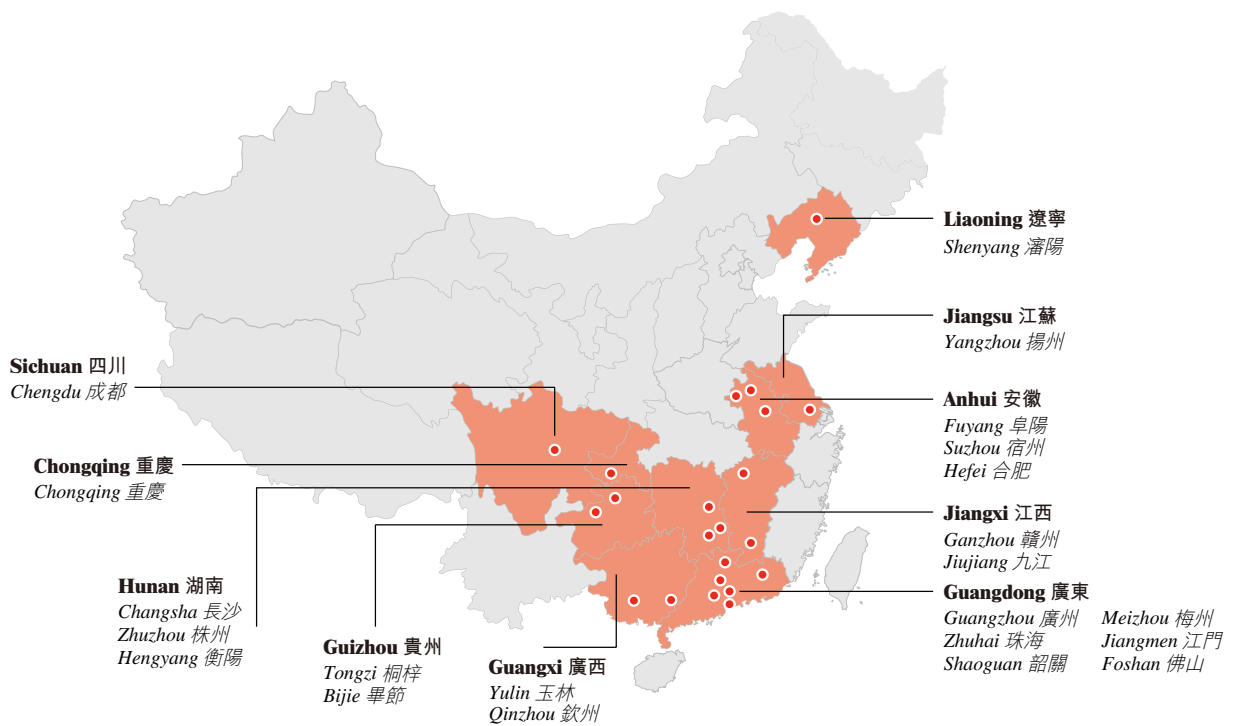 Liaoning 遼寧
Shenyang 瀋陽
Jiangsu 江蘇
Yangzhou 揚州
Sichuan 四川
Chengdu 成都
Anhui 安徽
Fuyang 阜陽
Suzhou 宿州
Hefei 合肥
Chongqing 重慶
Chongqing 重慶
Jiangxi 江西
Ganzhou 贛州
Jiujiang 九江
Hunan 湖南
Changsha 長沙
Zhuzhou 株州
Hengyang 衡陽
Guizhou 貴州
Tongzi 桐梓
Bijie 畢節
Guangxi 廣西
Yulin 玉林
Qinzhou 欽州
Guangdong 廣東
Guangzhou 廣州 Meizhou 梅州
Zhuhai 珠海 Jiangmen 江門
Shaoguan 韶關 Foshan 佛山